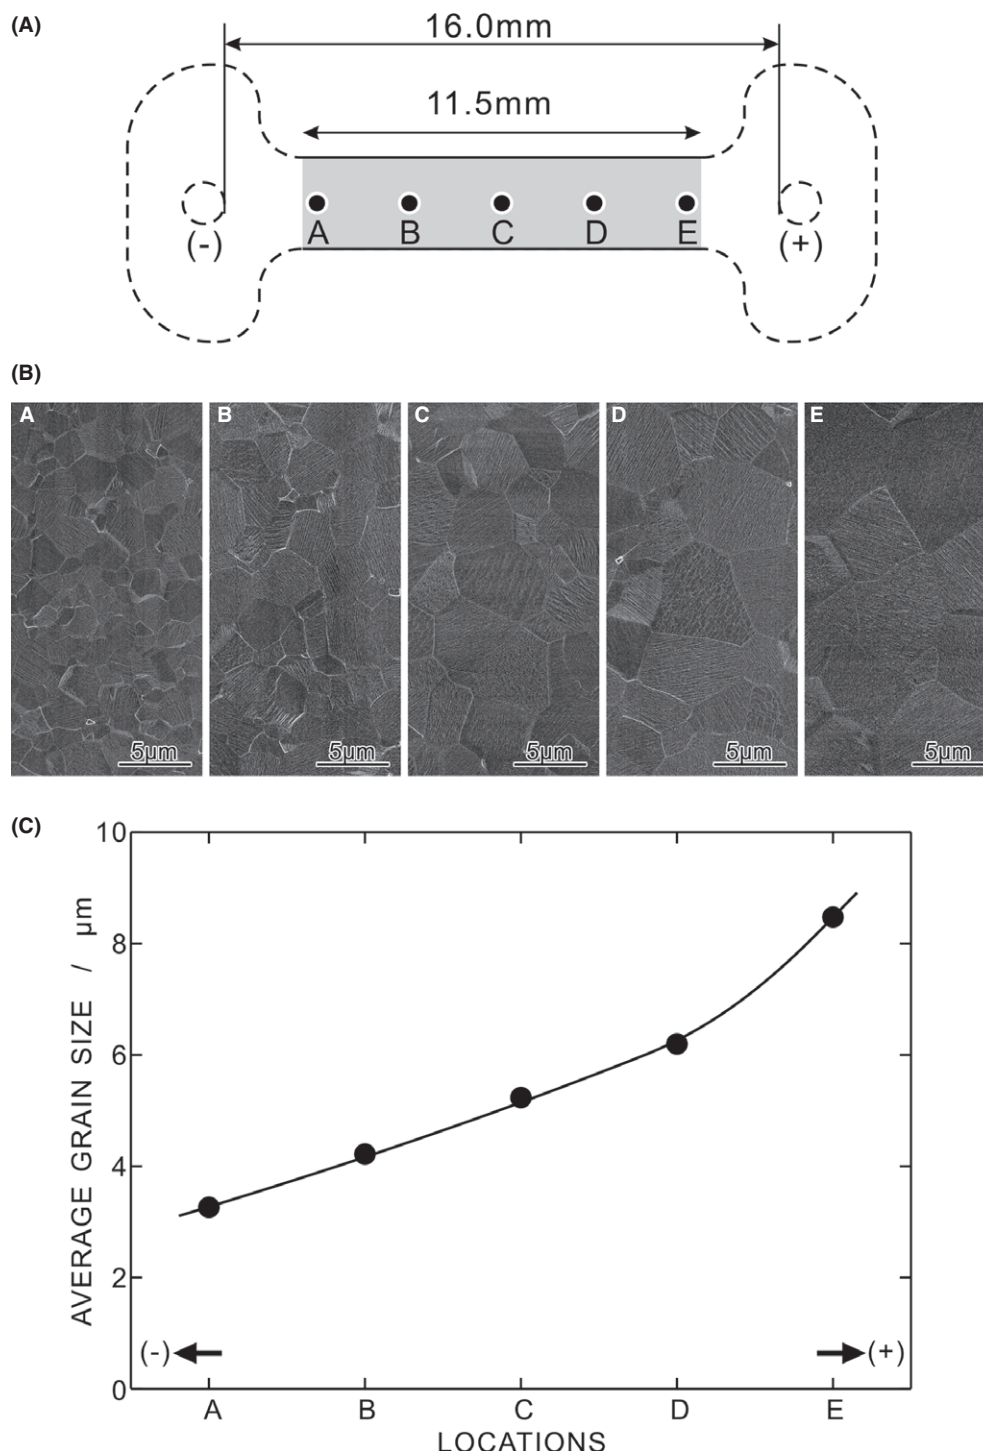 (A)
16.0mm
11.5mm
A B C D E
(-) (+)
(B)
A B C D E
5μm 5μm 5μm 5μm 5μm
(C)
AVERAGE GRAIN SIZE / μm
10
8
6
4
2
0
(-) (+)
A B C D E
LOCATIONS